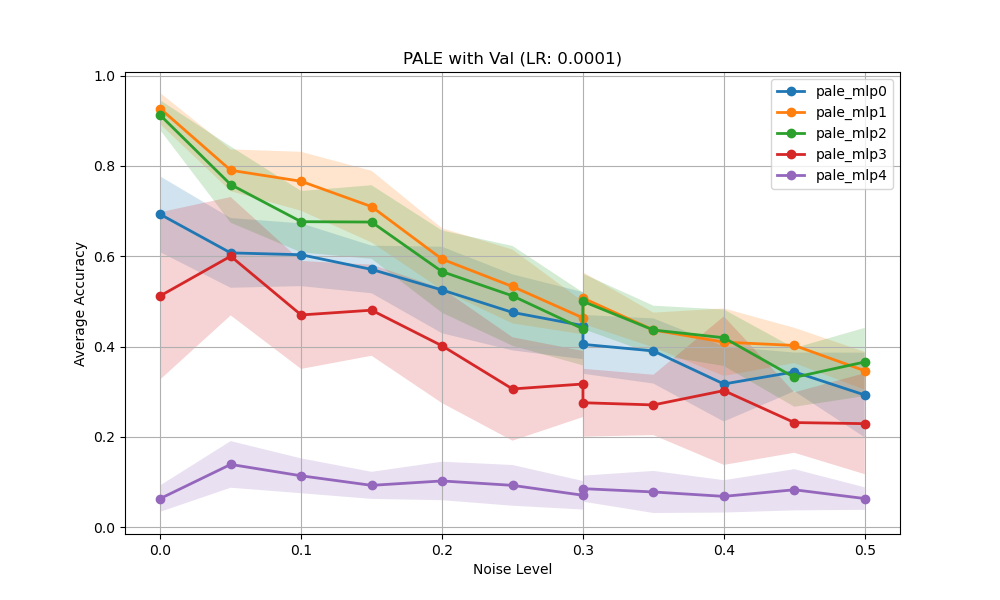 PALE with Val (LR: 0.0001)
1.0
0.8
0.6
0.4
0.2
0.0
Average Accuracy
pale_mlp0
pale_mlp1
pale_mlp2
pale_mlp3
pale_mlp4
0.0 0.1 0.2 0.3 0.4 0.5
Noise Level